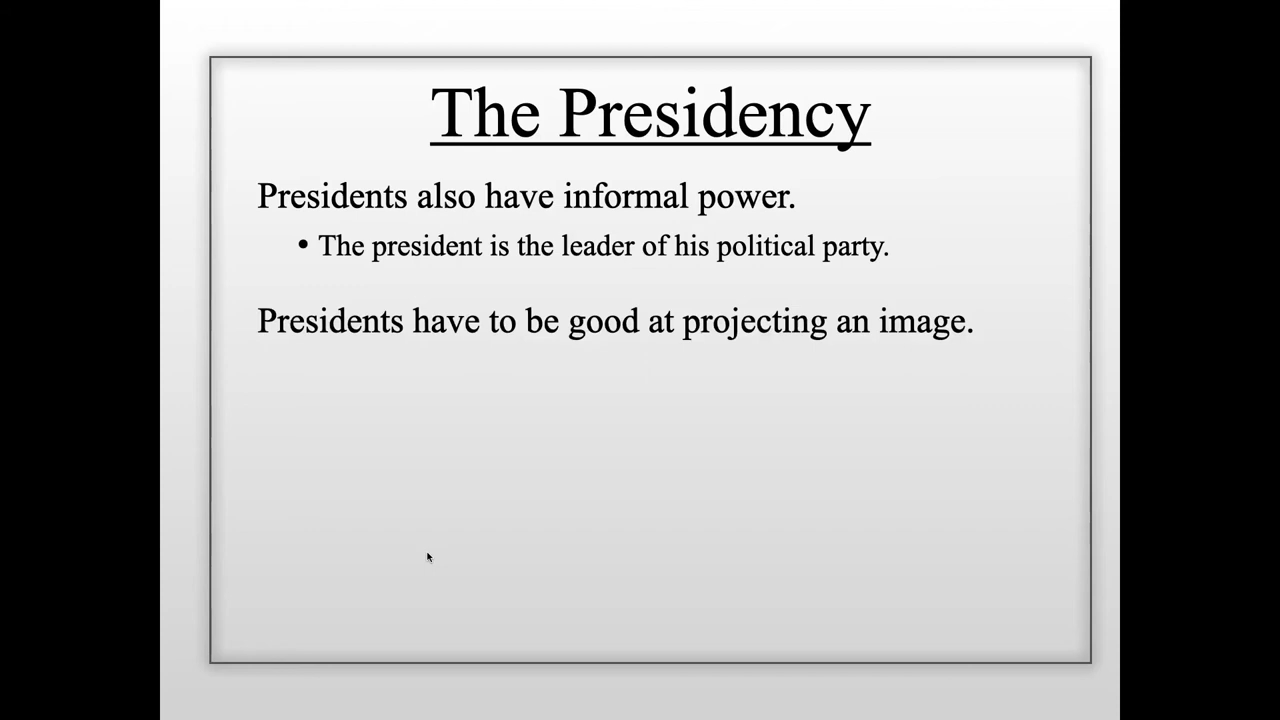 The Presidency
Presidents also have informal power.
• The president is the leader of his political party.
Presidents have to be good at projecting an image.